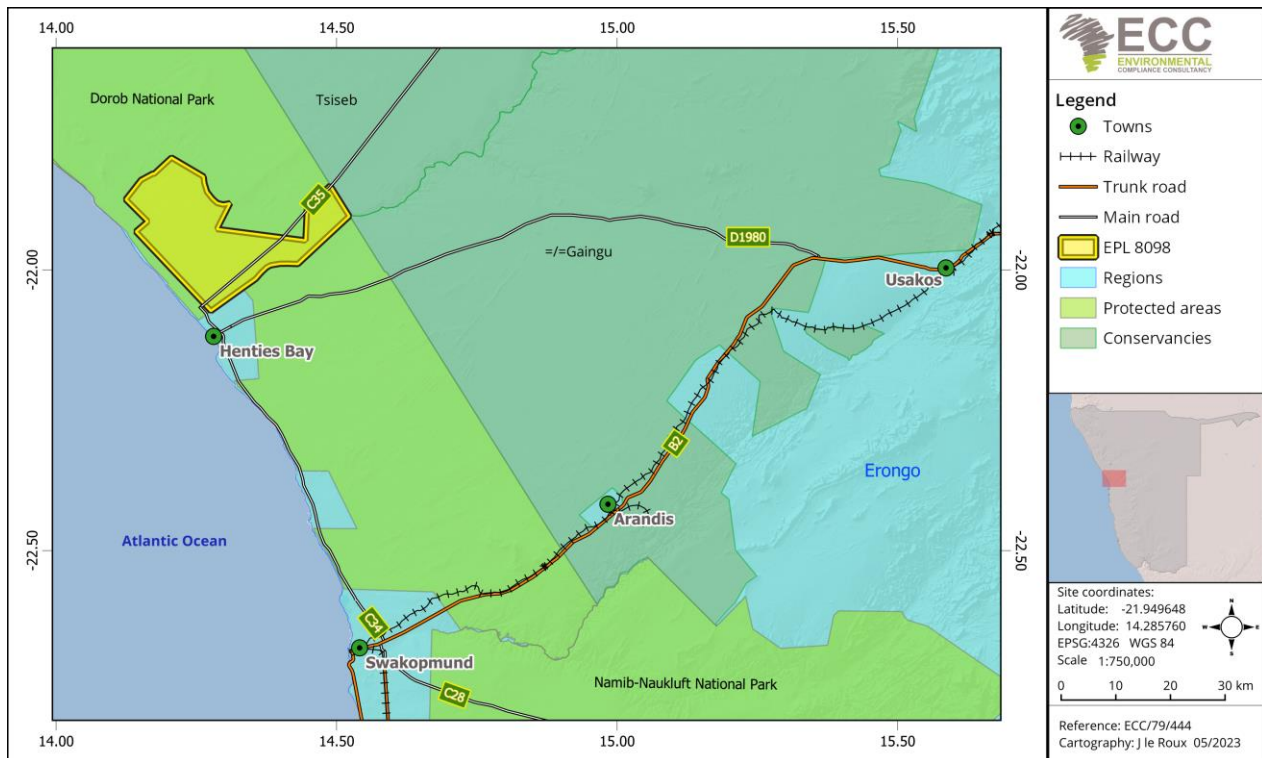 14.00
14.50
15.00
15.50
Dorob National Park
Tsiseb
C35
=/=Gaingu
D1980
Usakos
-22.00
-22.00
Henties Bay
B2
Erongo
Arandis
Atlantic Ocean
-22.50
-22.50
C34
Swakopmund
C28
Namib-Naukluft National Park
14.00
14.50
15.00
15.50
ECC
ENVIRONMENTAL
COMPLIANCE CONSULTANCY
Legend
Towns
Railway
Trunk road
Main road
EPL 8098
Regions
Protected areas
Conservancies
Site coordinates:
Latitude: -21.949648
Longitude: 14.285760
EPSG:4326 WGS 84
Scale 1:750,000
N
W
E
S
0 10 20 30 km
Reference: ECC/79/444
Cartography: J le Roux 05/2023